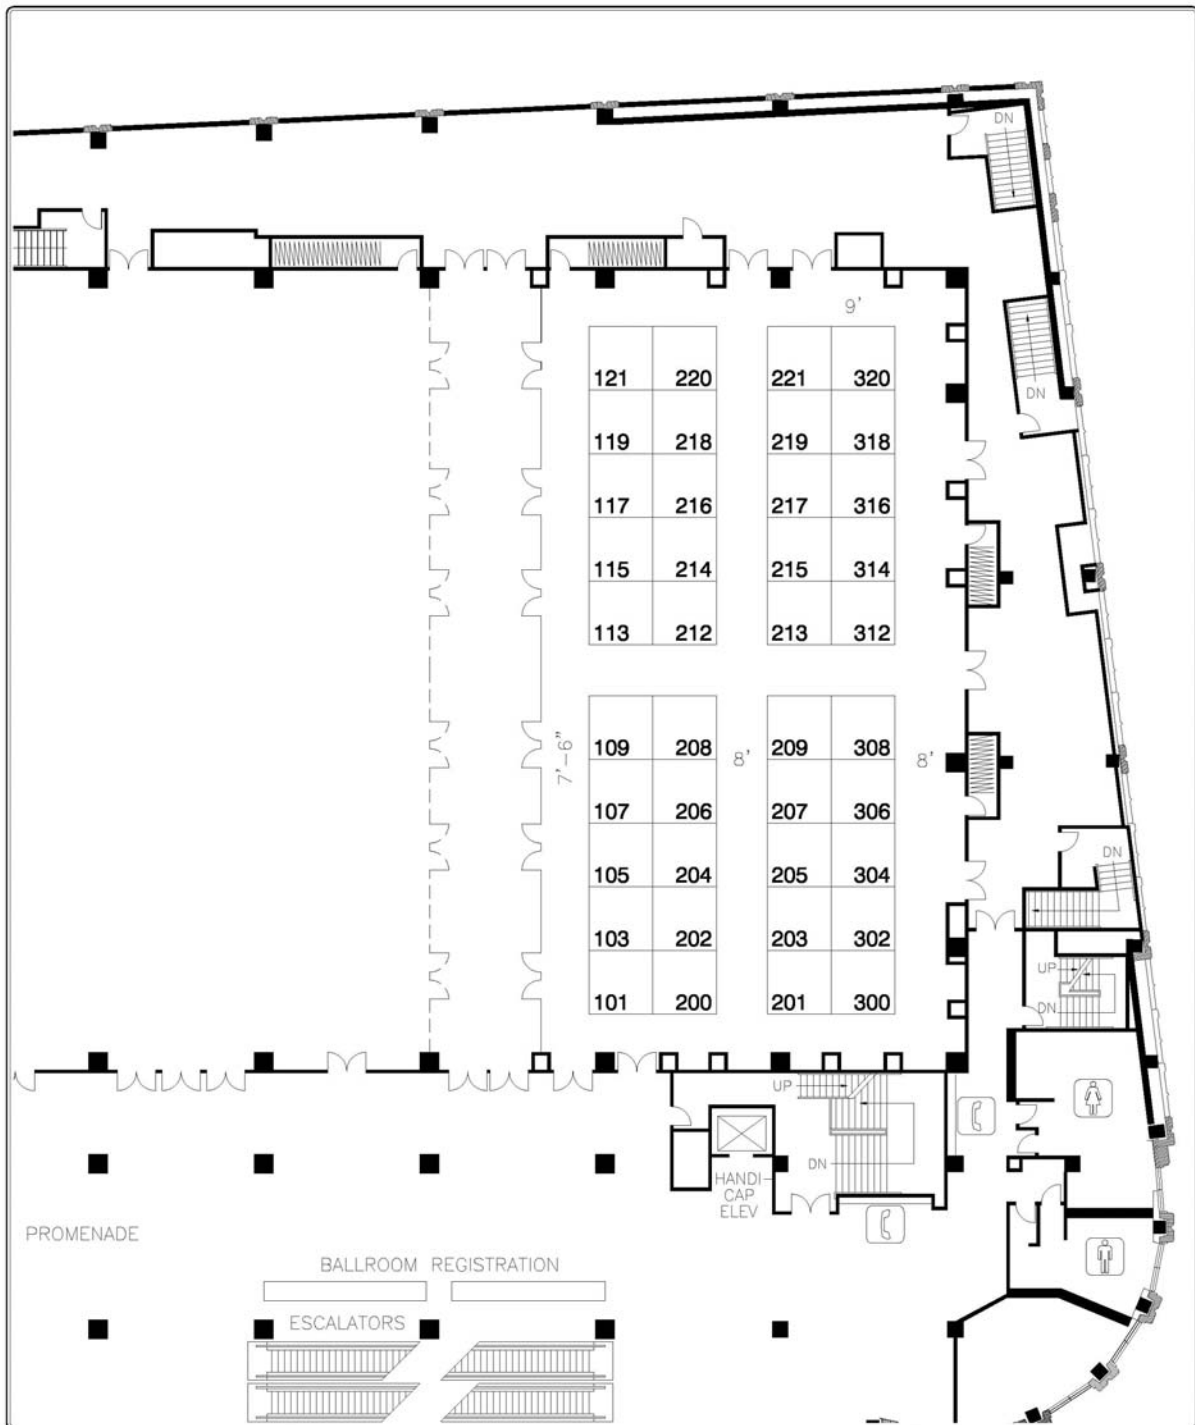 DN
9'
121 220 221 320
DN
119 218 219 318
117 216 217 316
115 214 215 314
113 212 213 312
7'-6"
109 208 8' 209 308 8'
107 206 207 306
DN
105 204 205 304
103 202 203 302
UP
101 200 201 300
DN
UP
DN
HANDI-
CAP
ELEV
PROMENADE
BALLROOM REGISTRATION
ESCALATORS